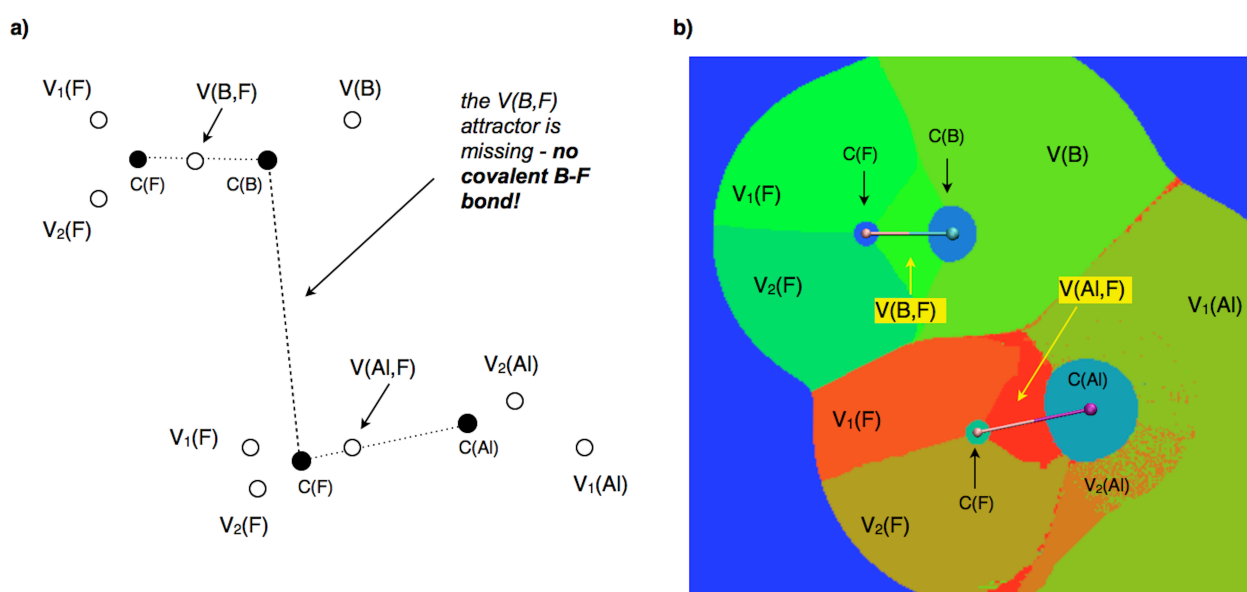 a)
V₁(F)
V(B,F)
V(B)
the V(B,F)
attractor is
missing - no
covalent B-F
bond!
C(F)
C(B)
V₂(F)
V(Al,F)
V₂(Al)
V₁(F)
C(Al)
C(F)
V₁(Al)
V₂(F)
b)
C(B)
C(F)
V(B)
V₁(F)
V₂(F)
V(B,F)
V(Al,F)
V₁(Al)
C(Al)
V₁(F)
V₂(Al)
C(F)
V₂(F)